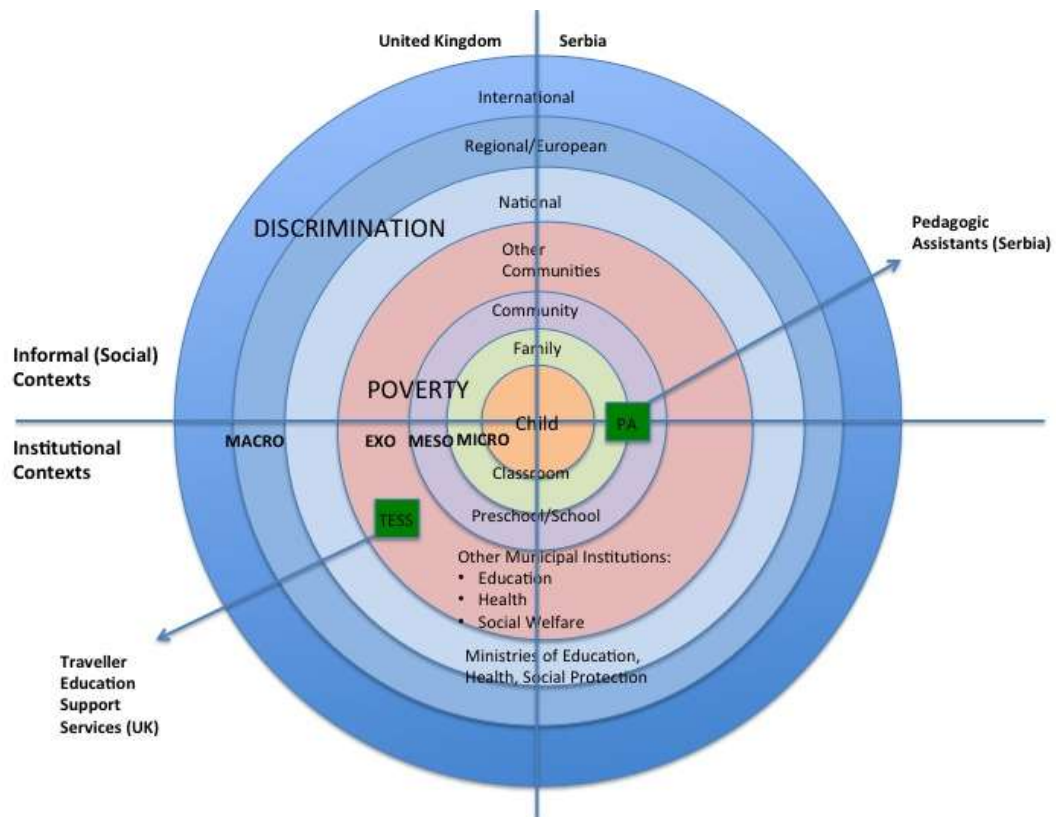 United Kingdom
Serbia
International
Regional/European
National
DISCRIMINATION
Other
Communities
Pedagogic
Assistants (Serbia)
Community
Family
Informal (Social)
Contexts
POVERTY
Child
PA
Institutional
Contexts
MACRO
EXO
MESO
MICRO
Classroom
TESS
Preschool/School
Other Municipal Institutions:
• Education
• Health
• Social Welfare
Ministries of Education,
Health, Social Protection
Traveller
Education
Support
Services (UK)